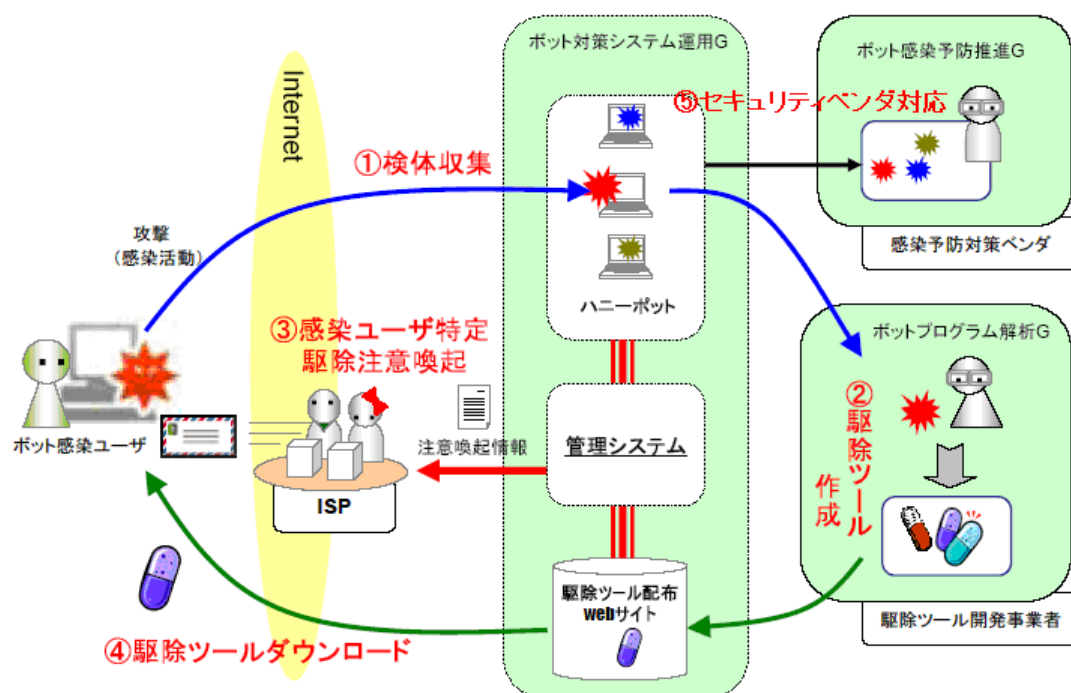 ボット対策システム運用G
ボット感染予防推進G
⑤セキュリティベンダ対応
Internet
①検体収集
攻撃
(感染活動)
感染予防対策ベンダ
ハニーポット
③感染ユーザ特定
駆除注意喚起
ボットプログラム解析G
②駆除ツール
作成
ボット感染ユーザ
注意喚起情報
管理システム
ISP
駆除ツール配布
webサイト
駆除ツール開発事業者
④駆除ツールダウンロード